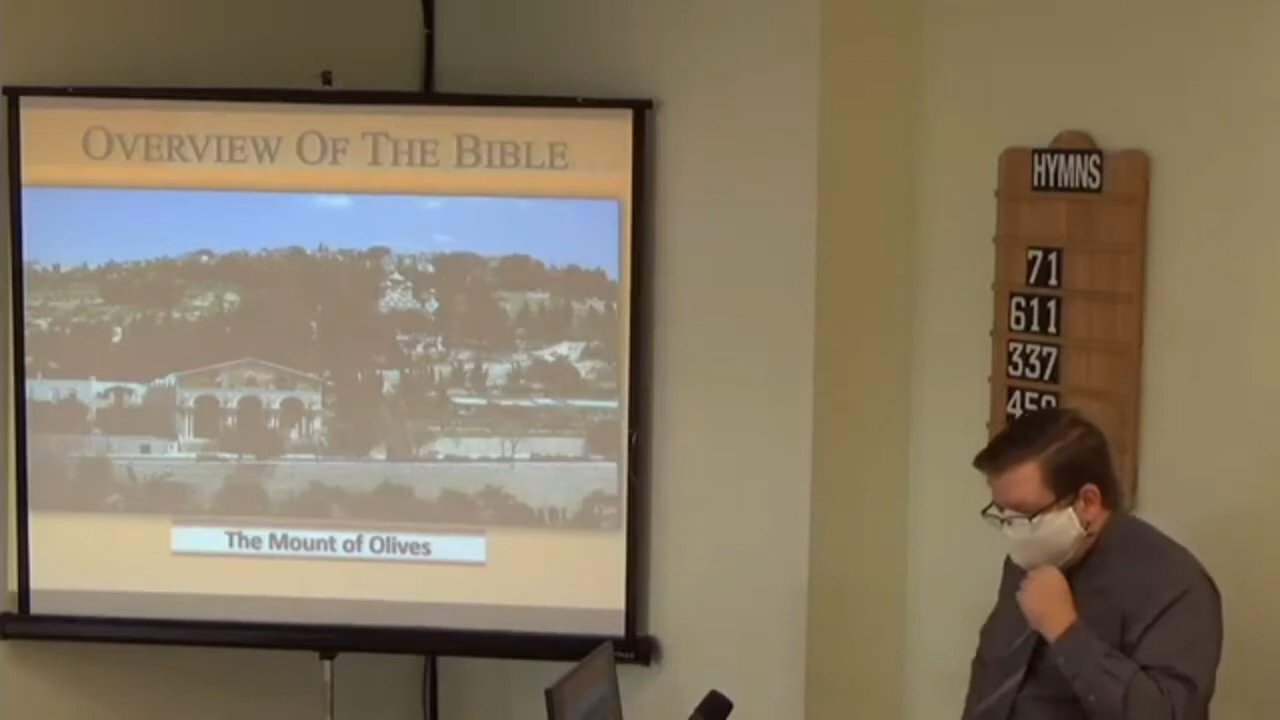 OVERVIEW OF THE BIBLE
The Mount of Olives
HYMNS
71
611
337